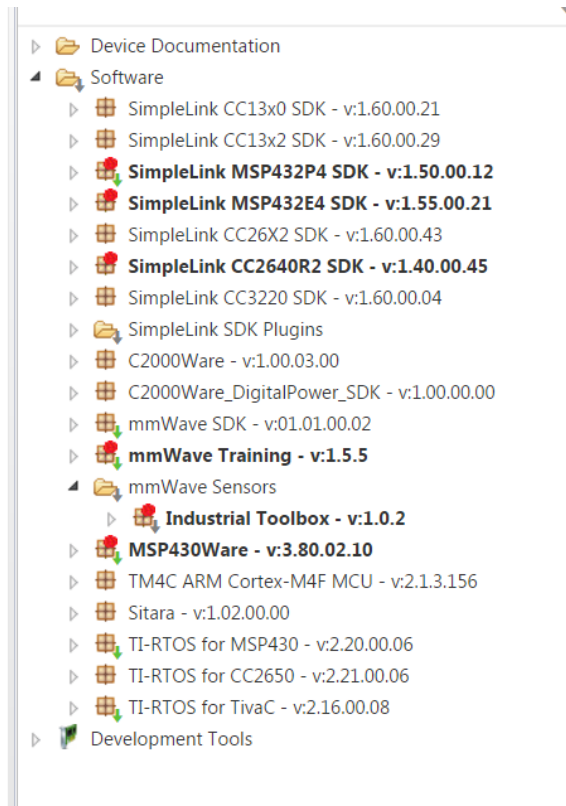 Device Documentation
Software
SimpleLink CC13x0 SDK - v:1.60.00.21
SimpleLink CC13x2 SDK - v:1.60.00.29
SimpleLink MSP432P4 SDK - v:1.50.00.12
SimpleLink MSP432E4 SDK - v:1.55.00.21
SimpleLink CC26X2 SDK - v:1.60.00.43
SimpleLink CC2640R2 SDK - v:1.40.00.45
SimpleLink CC3220 SDK - v:1.60.00.04
SimpleLink SDK Plugins
C2000Ware - v:1.00.03.00
C2000Ware_DigitalPower_SDK - v:1.00.00.00
mmWave SDK - v:01.01.00.02
mmWave Training - v:1.5.5
mmWave Sensors
Industrial Toolbox - v:1.0.2
MSP430Ware - v:3.80.02.10
TM4C ARM Cortex-M4F MCU - v:2.1.3.156
Sitara - v:1.02.00.00
TI-RTOS for MSP430 - v:2.20.00.06
TI-RTOS for CC2650 - v:2.21.00.06
TI-RTOS for TivaC - v:2.16.00.08
Development Tools